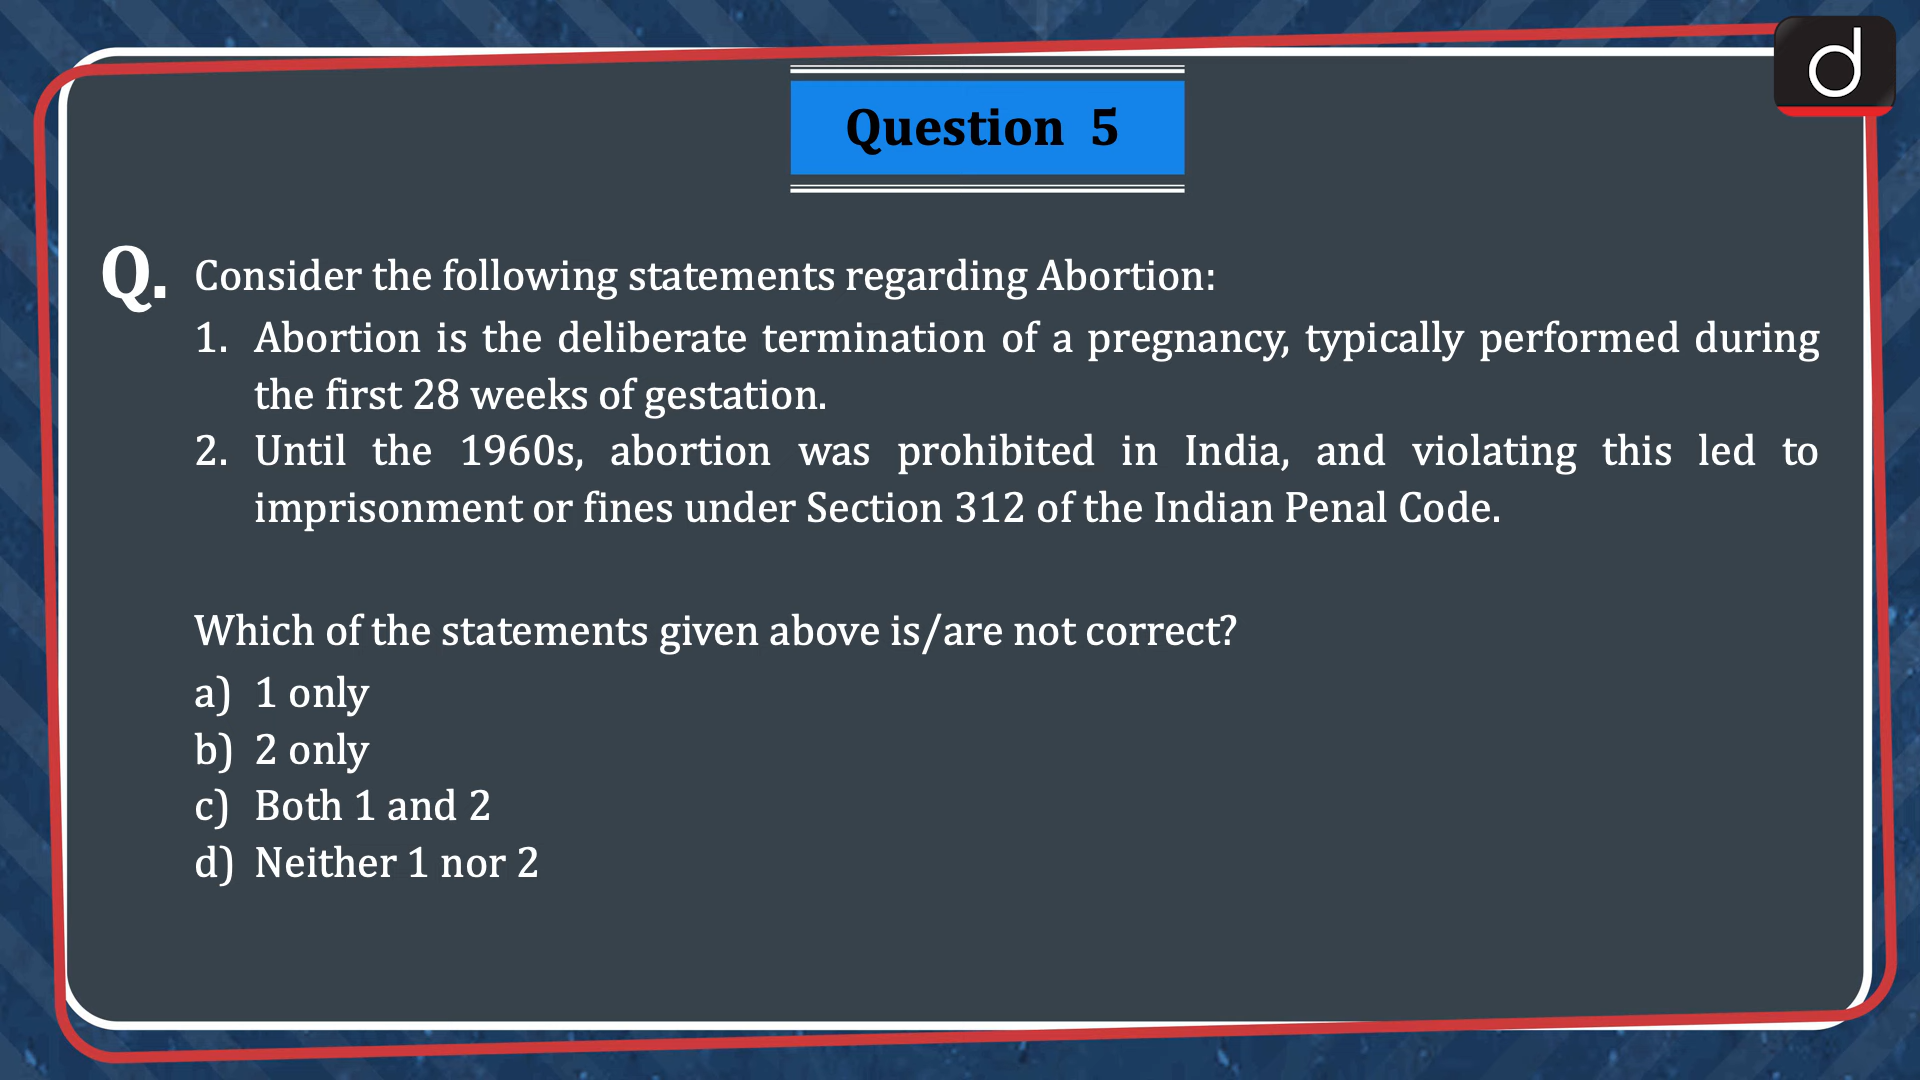 d
Question 5
Q. Consider the following statements regarding Abortion:
1. Abortion is the deliberate termination of a pregnancy, typically performed during
the first 28 weeks of gestation.
2. Until the 1960s, abortion was prohibited in India, and violating this led to
imprisonment or fines under Section 312 of the Indian Penal Code.
Which of the statements given above is/are not correct?
a) 1 only
b) 2 only
c) Both 1 and 2
d) Neither 1 nor 2